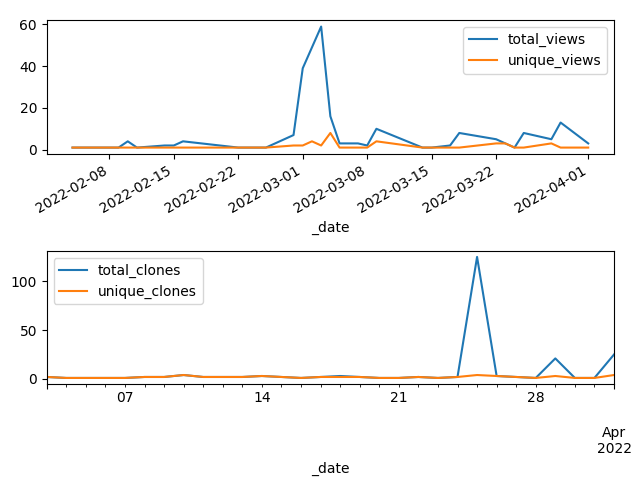 60
40
20
0
total_views
unique_views
2022-02-08
2022-02-15
2022-02-22
2022-03-01
2022-03-08
2022-03-15
2022-03-22
2022-04-01
_date
100
50
0
total_clones
unique_clones
07
14
21
28
Apr
2022
_date